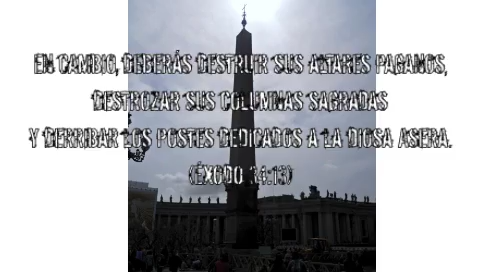 EN CAMBIO, DEBERÁS DESTRUIR SUS ALTARES PAGANOS,
DESTROZAR SUS COLUMNAS SAGRADAS
Y DERRIBAR LOS POSTES DEDICADOS A LA DIOSA ASERA.
(ÉXODO 34:13)